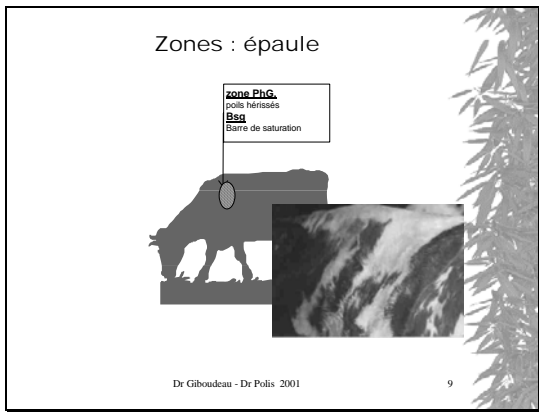 Zones : épaule
zone PhG.
poils hérissés
Bsg
Barre de saturation
Dr Giboudeau - Dr Polis 2001
9